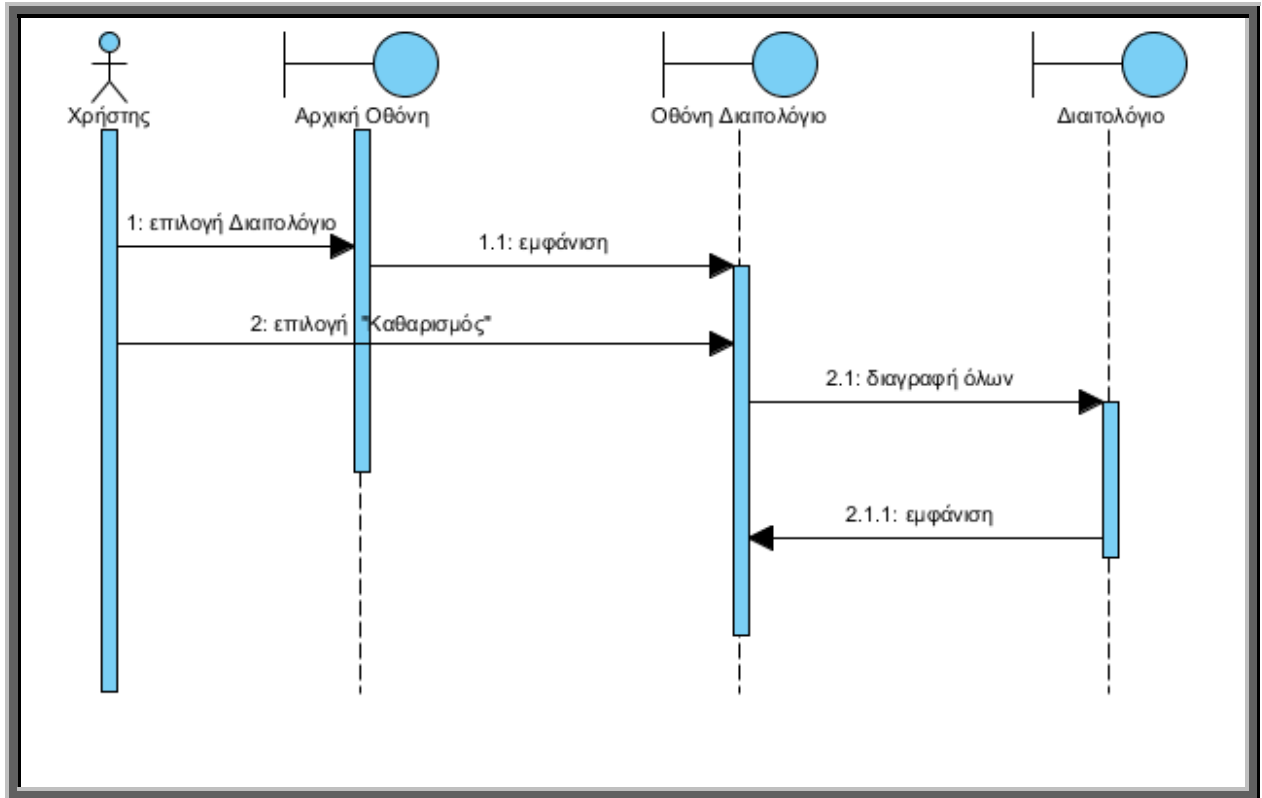 Χρήστης
Αρχική Οθόνη
Οθόνη Διαιτολόγιο
Διαιτολόγιο
1: επιλογή Διαιτολόγιο
1.1: εμφάνιση
2: επιλογή "Καθαρισμός"
2.1: διαγραφή όλων
2.1.1: εμφάνιση